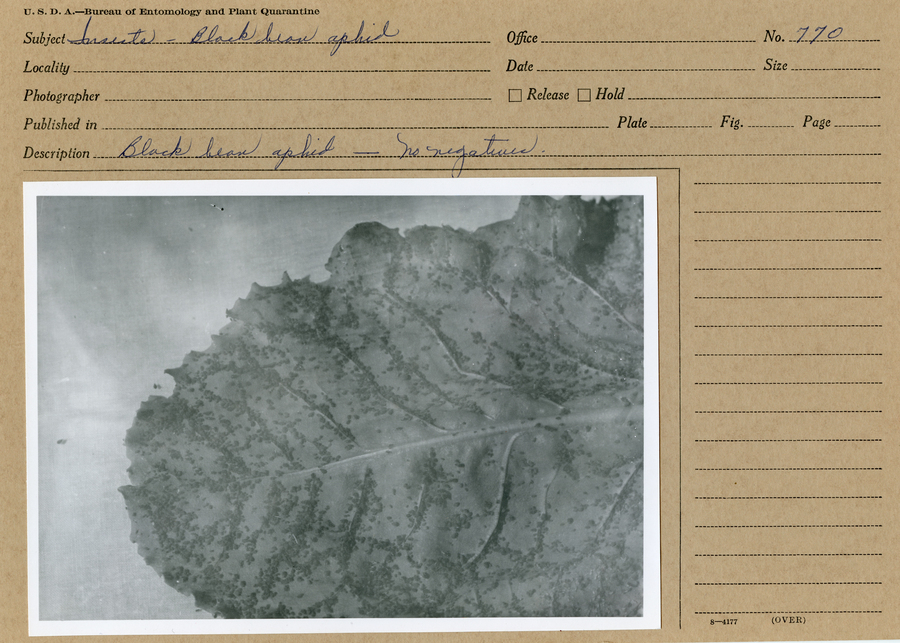 U. S. D. A.—Bureau of Entomology and Plant Quarantine
Subject Insects – Black bean aphid Office No. 770
Locality Date Size
Photographer Release Hold
Published in Plate Fig. Page
Description Black bean aphid — No negatives.
8—4177 (OVER)